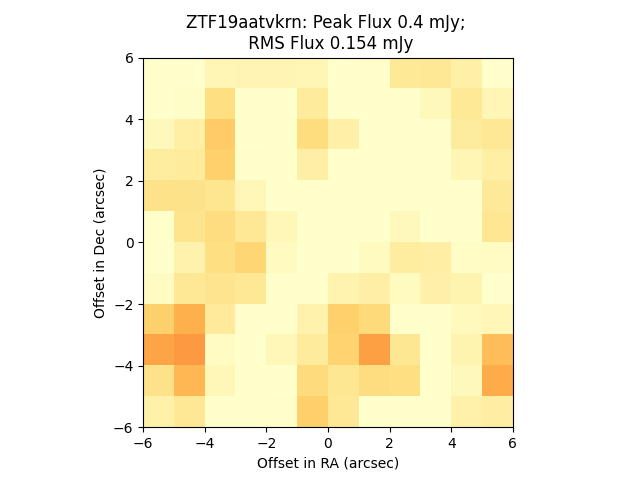 ZTF19aatvkrn: Peak Flux 0.4 mJy;
RMS Flux 0.154 mJy
6
4
2
0
−2
−4
−6
Offset in Dec (arcsec)
−6 −4 −2 0 2 4 6
Offset in RA (arcsec)